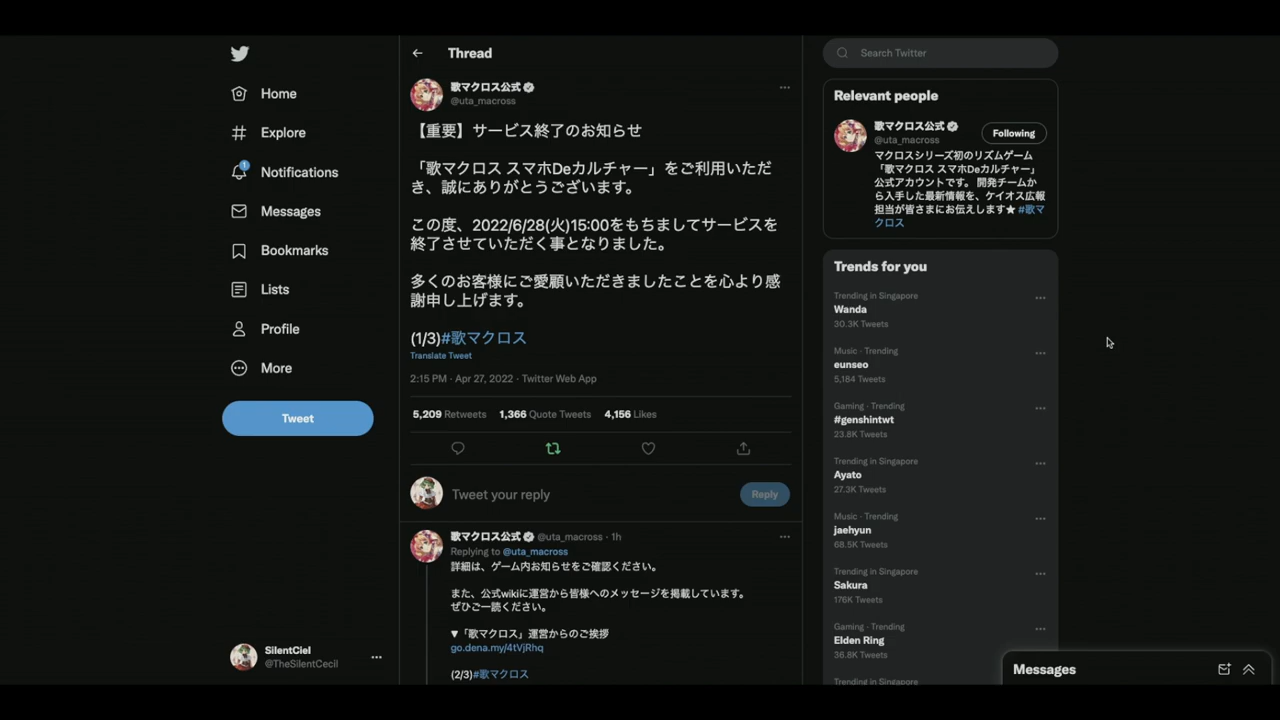 Home
Explore
1
Notifications
Messages
Bookmarks
Lists
Profile
More
Tweet
SilentCiel
@TheSilentCecil
Thread
歌マクロス公式
@uta_macross
【重要】サービス終了のお知らせ
「歌マクロス スマホDeカルチャー」をご利用いただ
き、誠にありがとうございます。
この度、2022/6/28(火)15:00をもちましてサービスを
終了させていただく事となりました。
多くのお客様にご愛顧いただきましたことを心より感
謝申し上げます。
(1/3)#歌マクロス
Translate Tweet
2:15 PM · Apr 27, 2022 · Twitter Web App
5,209 Retweets 1,366 Quote Tweets 4,156 Likes
Tweet your reply
Reply
歌マクロス公式 @uta_macross · 1h
Replying to @uta_macross
詳細は、ゲーム内お知らせをご確認ください。
また、公式wikiに運営から皆様へのメッセージを掲載しています。
ぜひご一読ください。
▼「歌マクロス」運営からのご挨拶
go.dena.my/4tVjRhq
(2/3)#歌マクロス
Search Twitter
Relevant people
歌マクロス公式
@uta_macross
Following
マクロスシリーズ初のリズムゲーム
「歌マクロス スマホDeカルチャー」
公式アカウントです。 開発チームか
ら入手した最新情報を、ケイオス広報
担当が皆さまにお伝えします★ #歌マ
クロス
Trends for you
Trending in Singapore
Wanda
30.3K Tweets
Music · Trending
eunseo
5,184 Tweets
Gaming · Trending
#genshintwt
23.8K Tweets
Trending in Singapore
Ayato
27.3K Tweets
Music · Trending
jaehyun
68.5K Tweets
Trending in Singapore
Sakura
176K Tweets
Gaming · Trending
Elden Ring
36.8K Tweets
Trending in Singapore
Messages